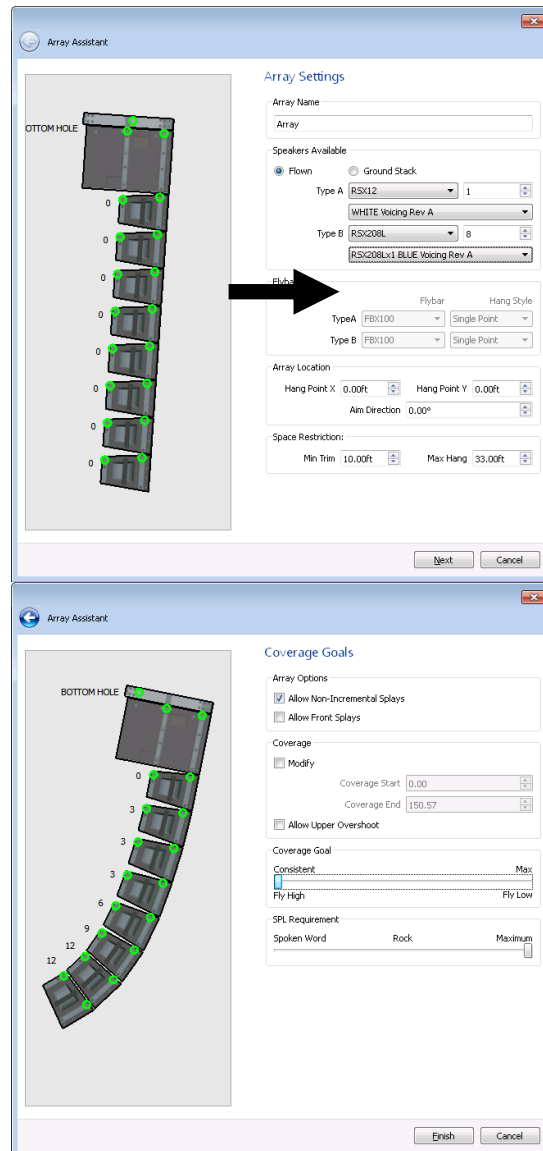 Array Assistant
Array Settings
Array Name
Array
Speakers Available
Flown Ground Stack
Type A RSX12 1
WHITE Voicing Rev A
Type B RSX208L 8
RSX208Lx1 BLUE Voicing Rev A
Flybar Hang Style
TypeA FBX100 Single Point
Type B FBX100 Single Point
Array Location
Hang Point X 0.00ft Hang Point Y 0.00ft
Aim Direction 0.00°
Space Restriction:
Min Trim 10.00ft Max Hang 33.00ft
OTTOM HOLE
0
0
0
0
0
0
0
0
Next Cancel
Array Assistant
Coverage Goals
Array Options
Allow Non-Incremental Splays
Allow Front Splays
Coverage
Modify
Coverage Start 0.00
Coverage End 150.57
Allow Upper Overshoot
Coverage Goal
Consistent Max
Fly High Fly Low
SPL Requirement
Spoken Word Rock Maximum
BOTTOM HOLE
0
3
3
3
6
9
12
12
Finish Cancel